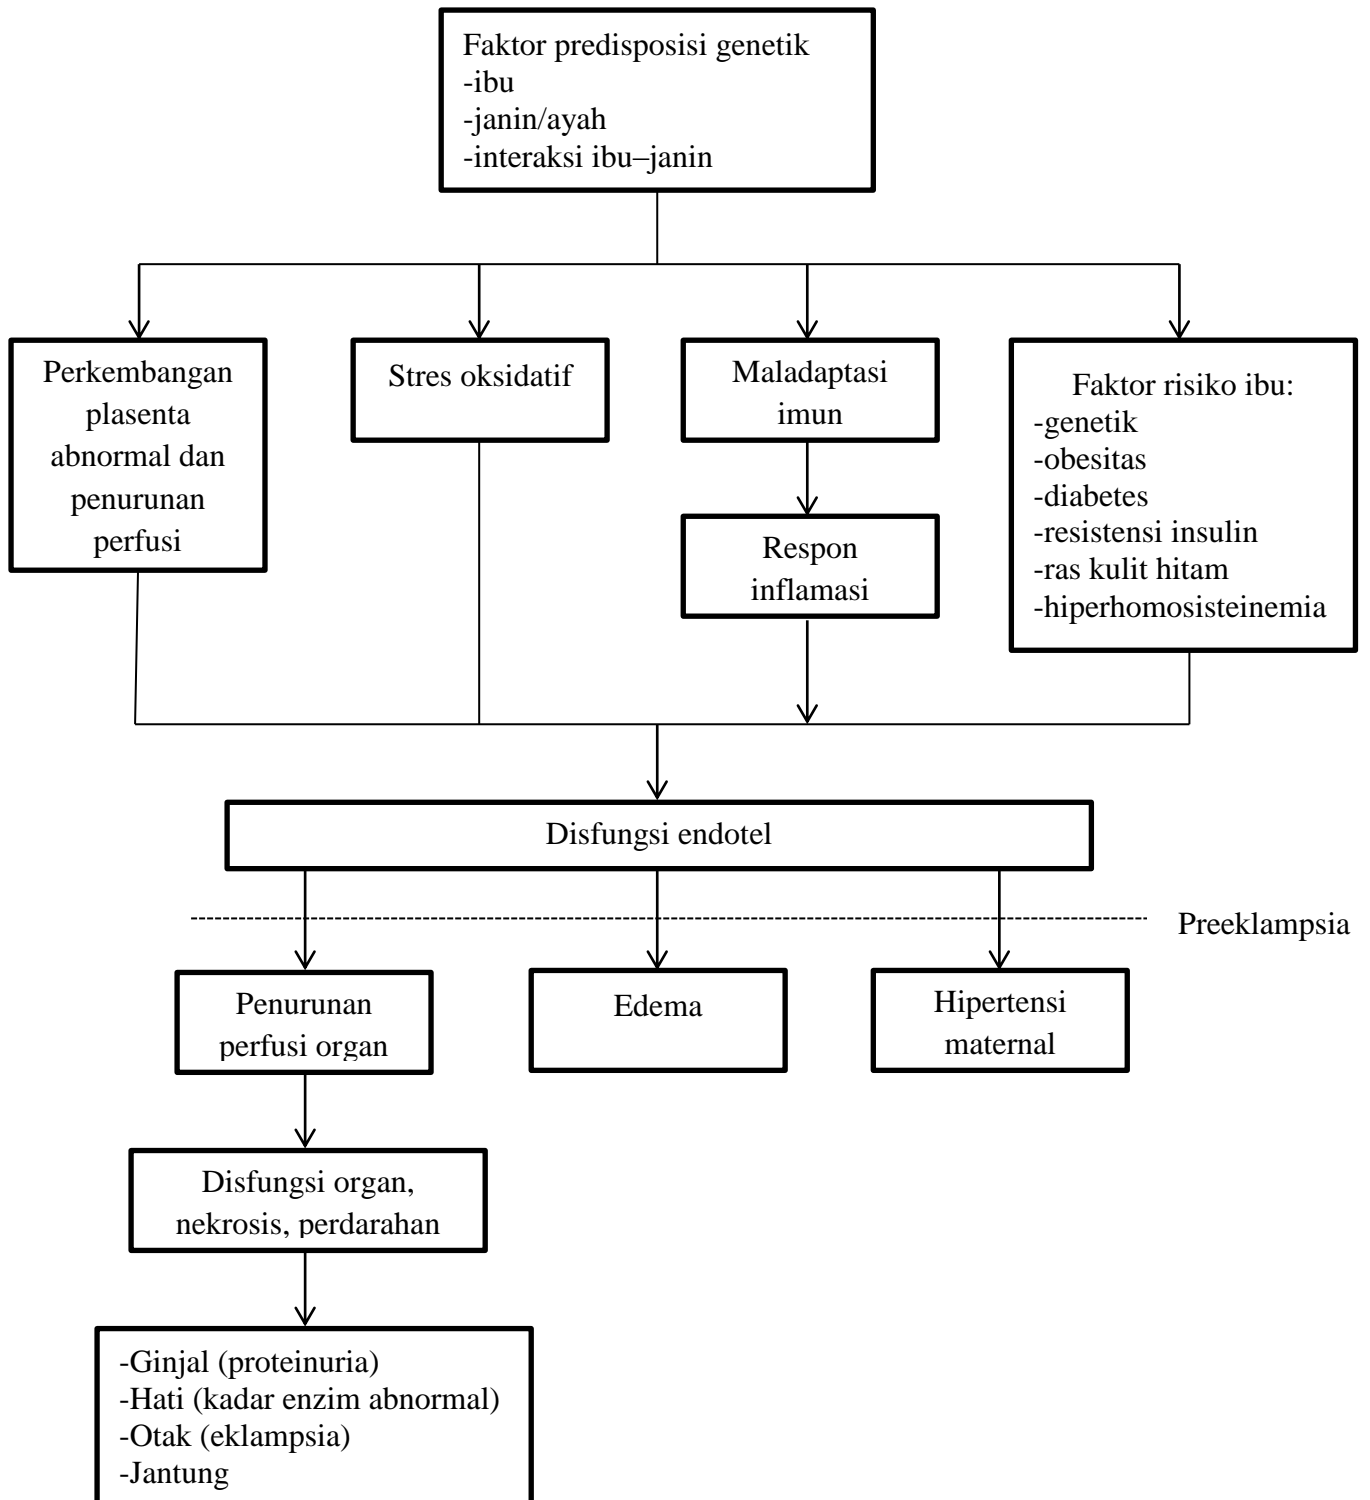 Faktor predisposisi genetik
-ibu
-janin/ayah
-interaksi ibu–janin
Perkembangan
plasenta
abnormal dan
penurunan
perfusi
Stres oksidatif
Maladaptasi
imun
Respon
inflamasi
Faktor risiko ibu:
-genetik
-obesitas
-diabetes
-resistensi insulin
-ras kulit hitam
-hiperhomosisteinemia
Disfungsi endotel
Preeklampsia
Penurunan
perfusi organ
Edema
Hipertensi
maternal
Disfungsi organ,
nekrosis, perdarahan
-Ginjal (proteinuria)
-Hati (kadar enzim abnormal)
-Otak (eklampsia)
-Jantung